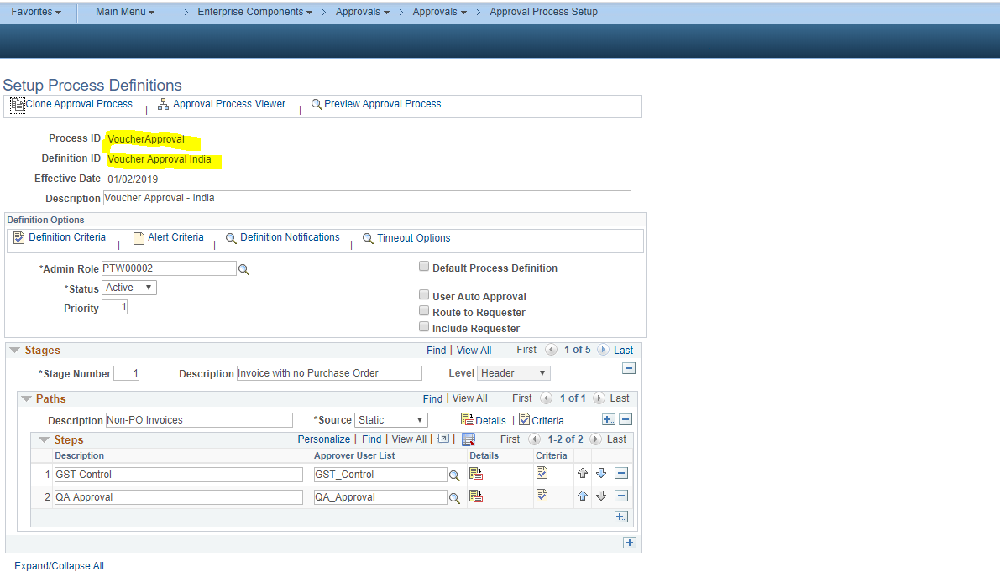 Favorites Main Menu > Enterprise Components > Approvals > Approvals > Approval Process Setup
Setup Process Definitions
Clone Approval Process | Approval Process Viewer | Preview Approval Process
Process ID VoucherApproval
Definition ID Voucher Approval India
Effective Date 01/02/2019
Description Voucher Approval - India
Definition Options
Definition Criteria | Alert Criteria | Definition Notifications | Timeout Options
*Admin Role PTW00002 Default Process Definition
*Status Active User Auto Approval
Priority 1 Route to Requester
Include Requester
Stages Find | View All First 1 of 5 Last
*Stage Number 1 Description Invoice with no Purchase Order Level Header
Paths Find | View All First 1 of 1 Last
Description Non-PO Invoices *Source Static Details | Criteria
Steps Personalize | Find | View All | | First 1-2 of 2 Last
Description Approver User List Details Criteria
1 GST Control GST_Control
2 QA Approval QA_Approval
Expand/Collapse All